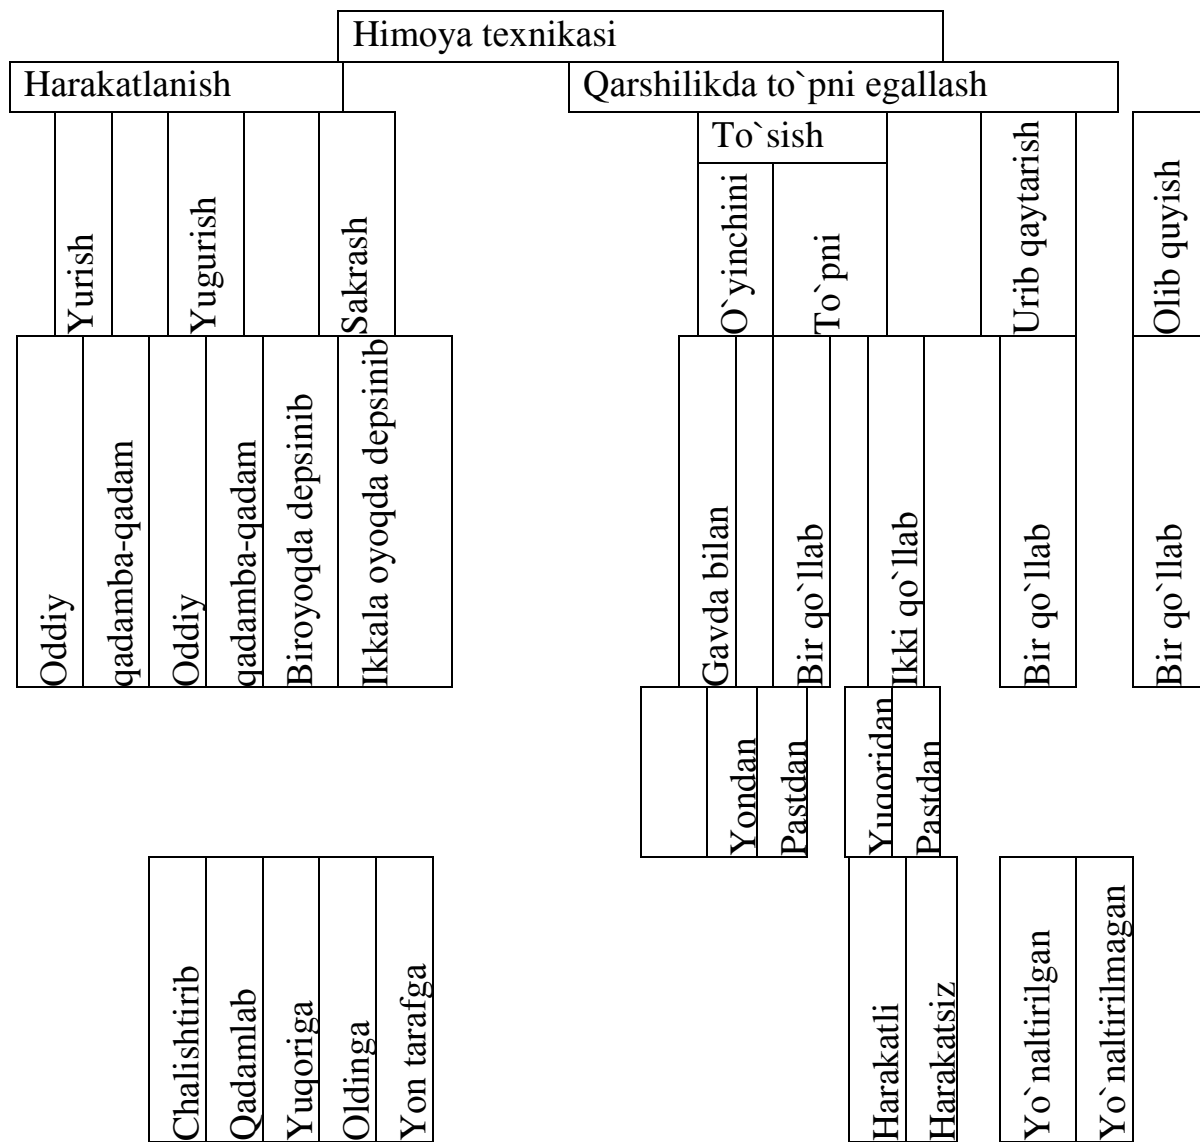 Himoya texnikasi
Harakatlanish
Qarshilikda to`pni egallash
To`sish
Yurish
Yugurish
Sakrash
O`yinchini
To`pni
Urib qaytarish
Olib quyish
Oddiy
qadamba-qadam
Oddiy
qadamba-qadam
Biroyoqda depsinib
Ikkala oyoqda depsinib
Gavda bilan
Bir qo`llab
Ikki qo`llab
Bir qo`llab
Bir qo`llab
Yondan
Pastdan
Yuqoridan
Pastdan
Chalishtirib
Qadamlab
Yuqoriga
Oldinga
Yon tarafga
Harakatli
Harakatsiz
Yo`naltirilgan
Yo`naltirilmagan